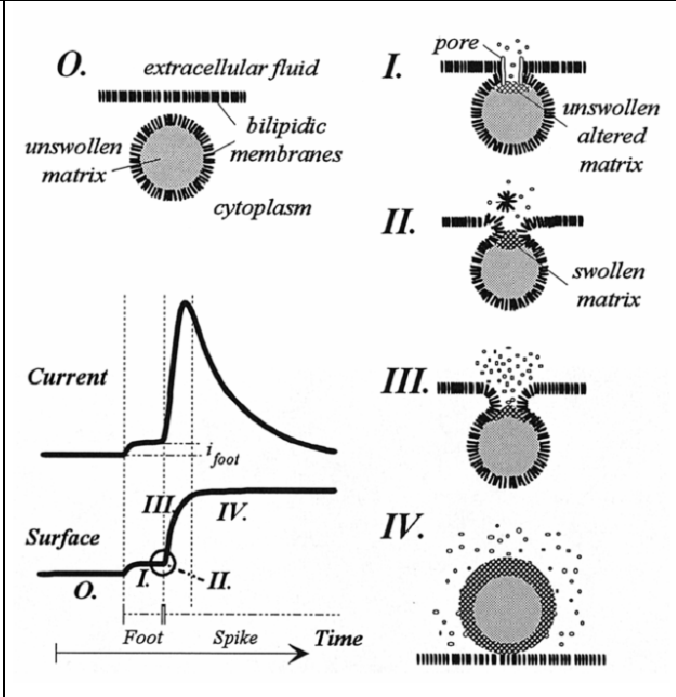 O.
extracellular fluid
bilipidic
membranes
unswollen
matrix
cytoplasm
I.
pore
unswollen
altered
matrix
II.
swollen
matrix
III.
IV.
Current
i foot
Surface
O.
I.
II.
III.
IV.
Foot
Spike
Time